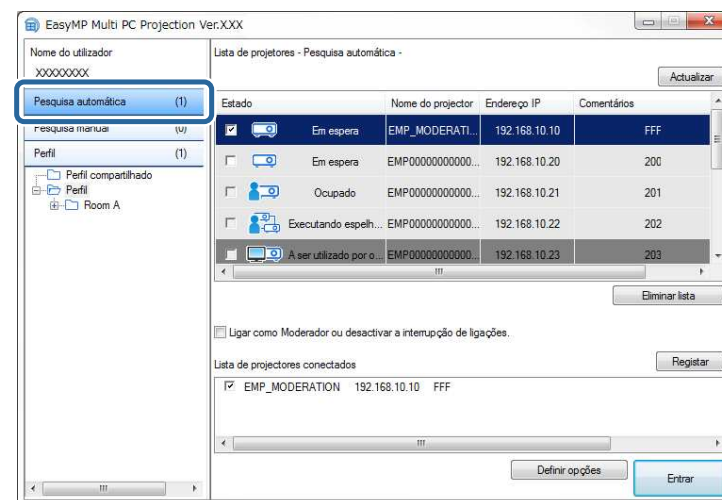 EasyMP Multi PC Projection Ver.XXX
Nome do utilizador
XXXXXXXX
Pesquisa automática (1)
Pesquisa manual (0)
Perfil (1)
Perfil compartilhado
Perfil
Room A
Lista de projetores - Pesquisa automática -
Actualizar
Estado Nome do projector Endereço IP Comentários
Em espera EMP_MODERATI... 192.168.10.10 FFF
Em espera EMP00000000000... 192.168.10.20 200
Ocupado EMP00000000000... 192.168.10.21 201
Executando espelh... EMP00000000000... 192.168.10.22 202
A ser utilizado por o... EMP00000000000... 192.168.10.23 203
Eliminar lista
Ligar como Moderador ou desactivar a interrupção de ligações.
Lista de projectores conectados
Registar
EMP_MODERATION 192.168.10.10 FFF
Definir opções
Entrar